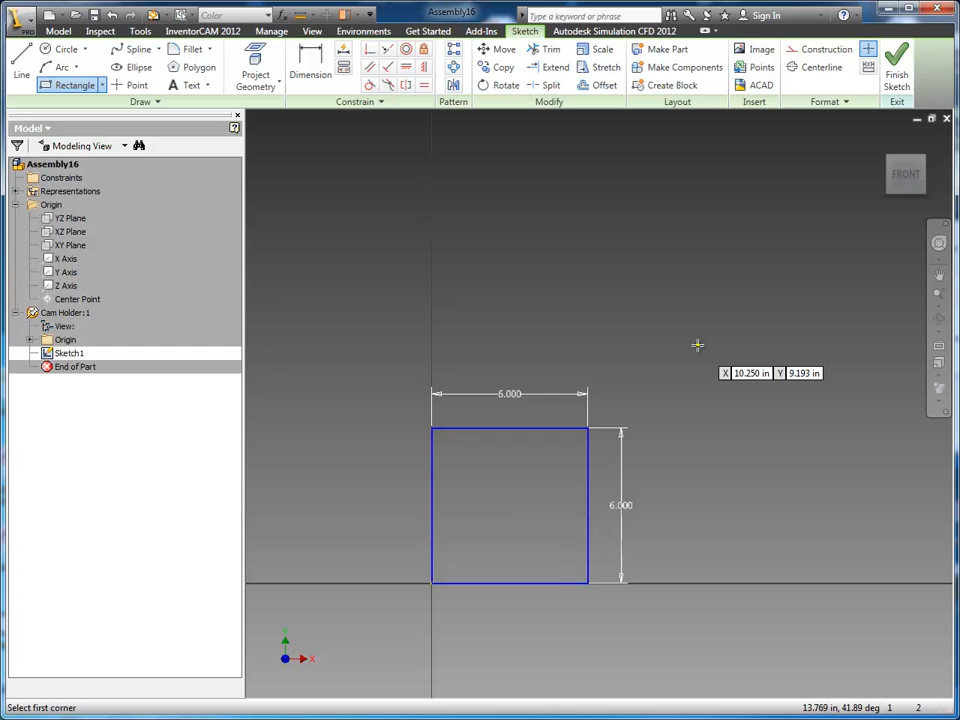 Color
Assembly16
Type a keyword or phrase
Sign In
PRO
Model Inspect Tools InventorCAM 2012 Manage View Environments Get Started Add-Ins Sketch Autodesk Simulation CFD 2012
Line
Circle
Arc
Rectangle
Spline
Ellipse
Point
Fillet
Polygon
Text
Project
Geometry
Dimension
Move
Copy
Rotate
Trim
Extend
Split
Scale
Stretch
Offset
Make Part
Make Components
Create Block
Image
Points
ACAD
Construction
Centerline
Finish
Sketch
Draw
Constrain
Pattern
Modify
Layout
Insert
Format
Exit
Model
Modeling View
Assembly16
Constraints
Representations
Origin
YZ Plane
XZ Plane
XY Plane
X Axis
Y Axis
Z Axis
Center Point
Cam Holder:1
View:
Origin
Sketch1
End of Part
FRONT
X 10.250 in Y 9.193 in
6.000
6.000
Y
X
Select first corner
13.769 in, 41.89 deg 1 2